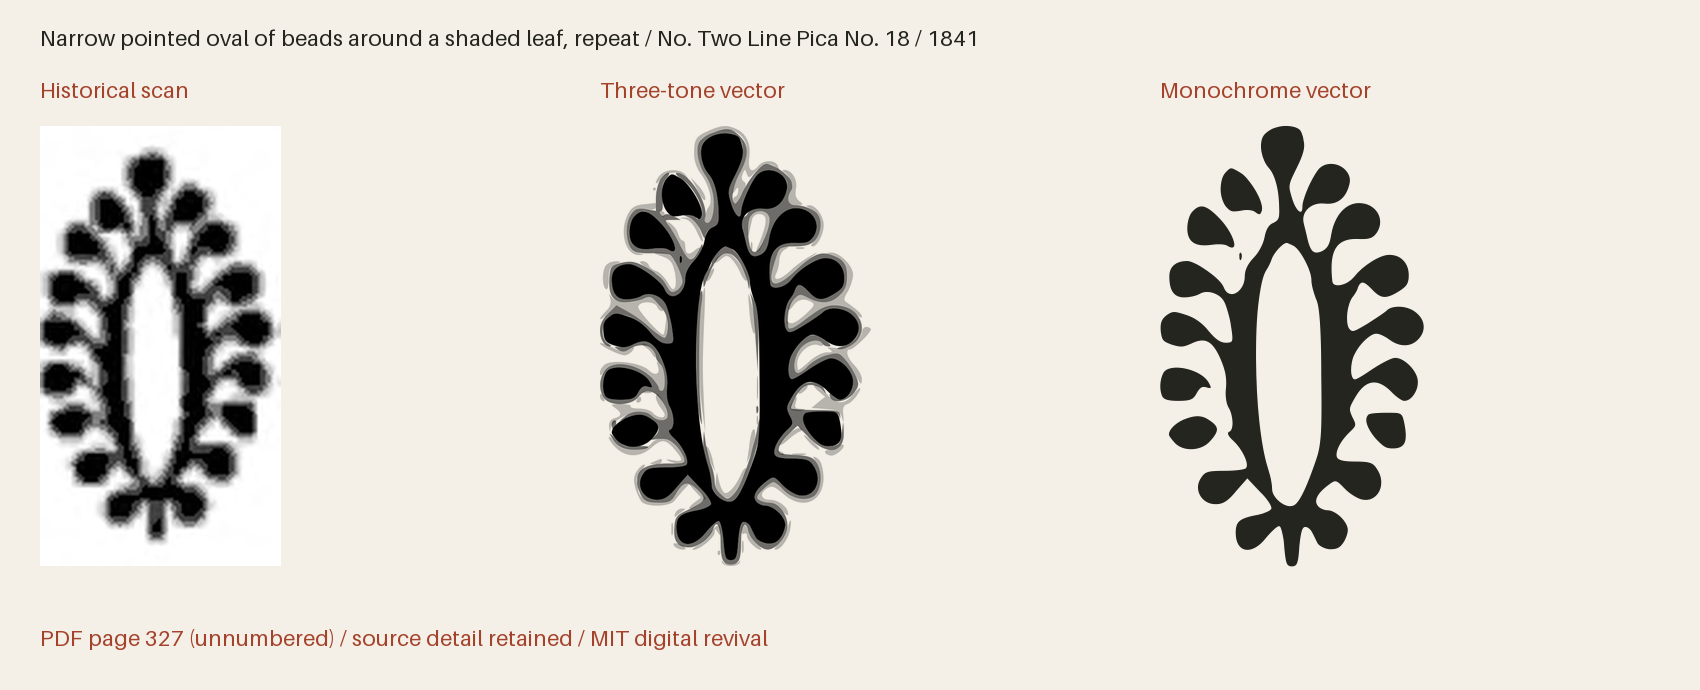 Narrow pointed oval of beads around a shaded leaf, repeat / No. Two Line Pica No. 18 / 1841
Historical scan
Three-tone vector
Monochrome vector
PDF page 327 (unnumbered) / source detail retained / MIT digital revival